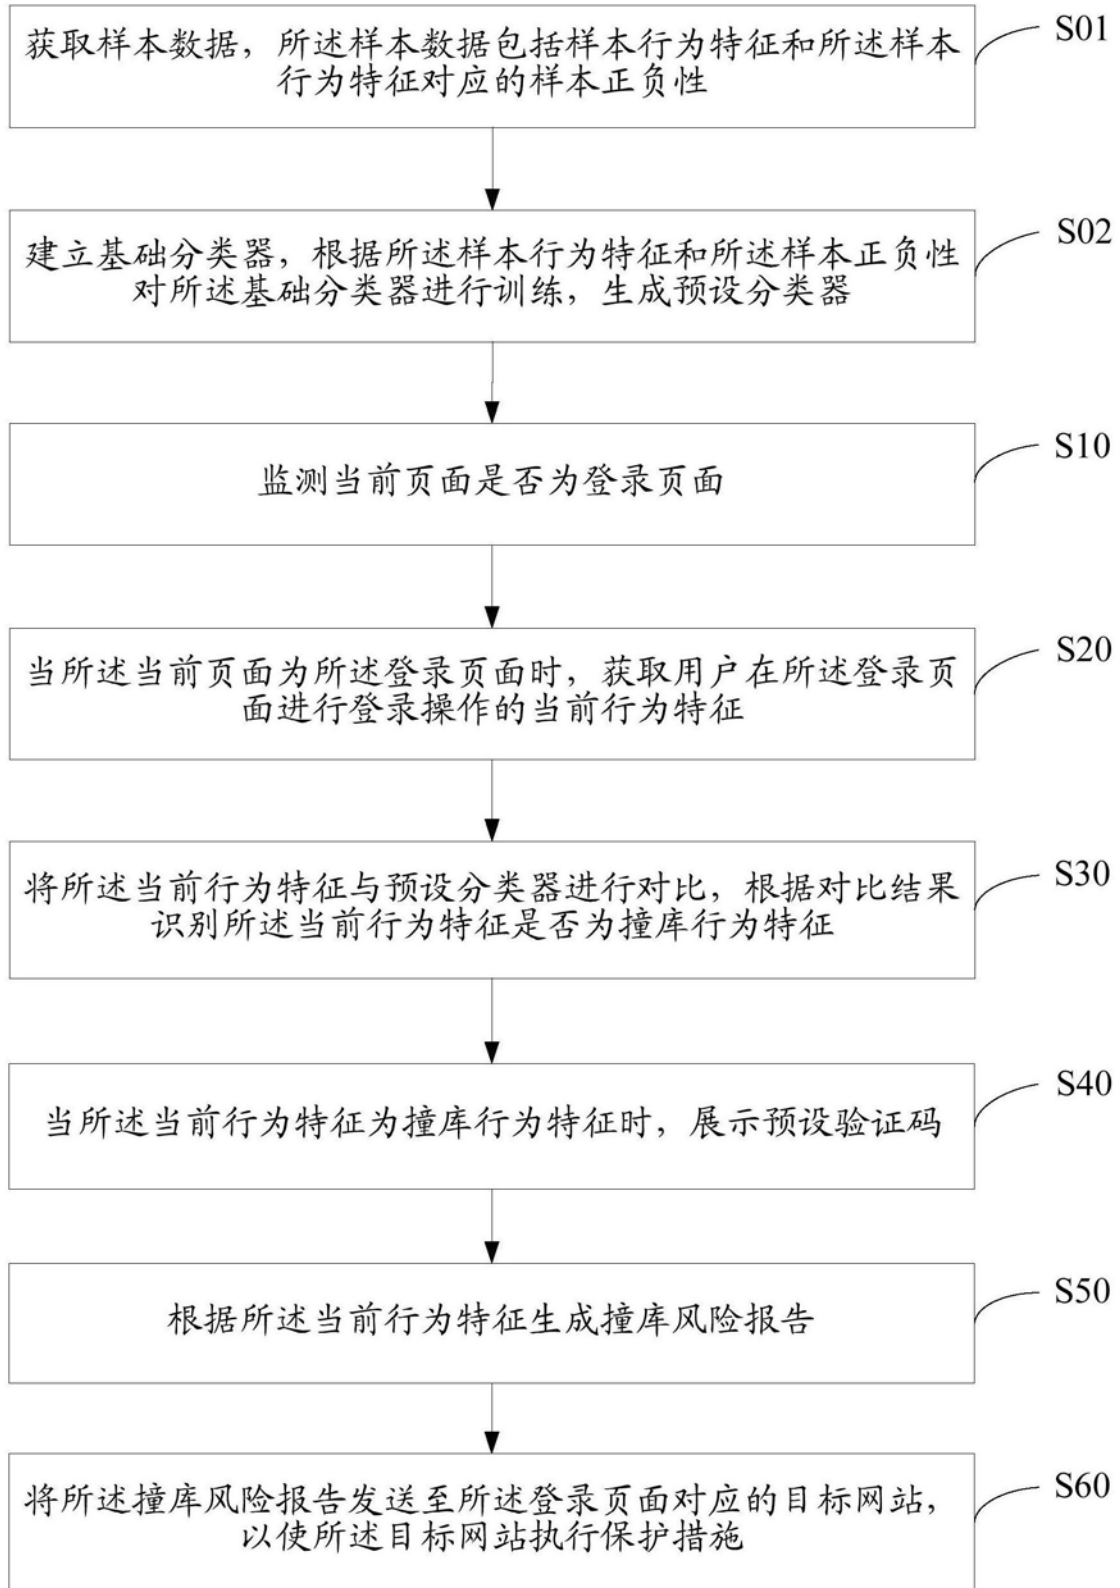 获取样本数据，所述样本数据包括样本行为特征和所述样本
行为特征对应的样本正负性
S01
建立基础分类器，根据所述样本行为特征和所述样本正负性
对所述基础分类器进行训练，生成预设分类器
S02
监测当前页面是否为登录页面
S10
当所述当前页面为所述登录页面时，获取用户在所述登录页
面进行登录操作的当前行为特征
S20
将所述当前行为特征与预设分类器进行对比，根据对比结果
识别所述当前行为特征是否为撞库行为特征
S30
当所述当前行为特征为撞库行为特征时，展示预设验证码
S40
根据所述当前行为特征生成撞库风险报告
S50
将所述撞库风险报告发送至所述登录页面对应的目标网站，
以使所述目标网站执行保护措施
S60